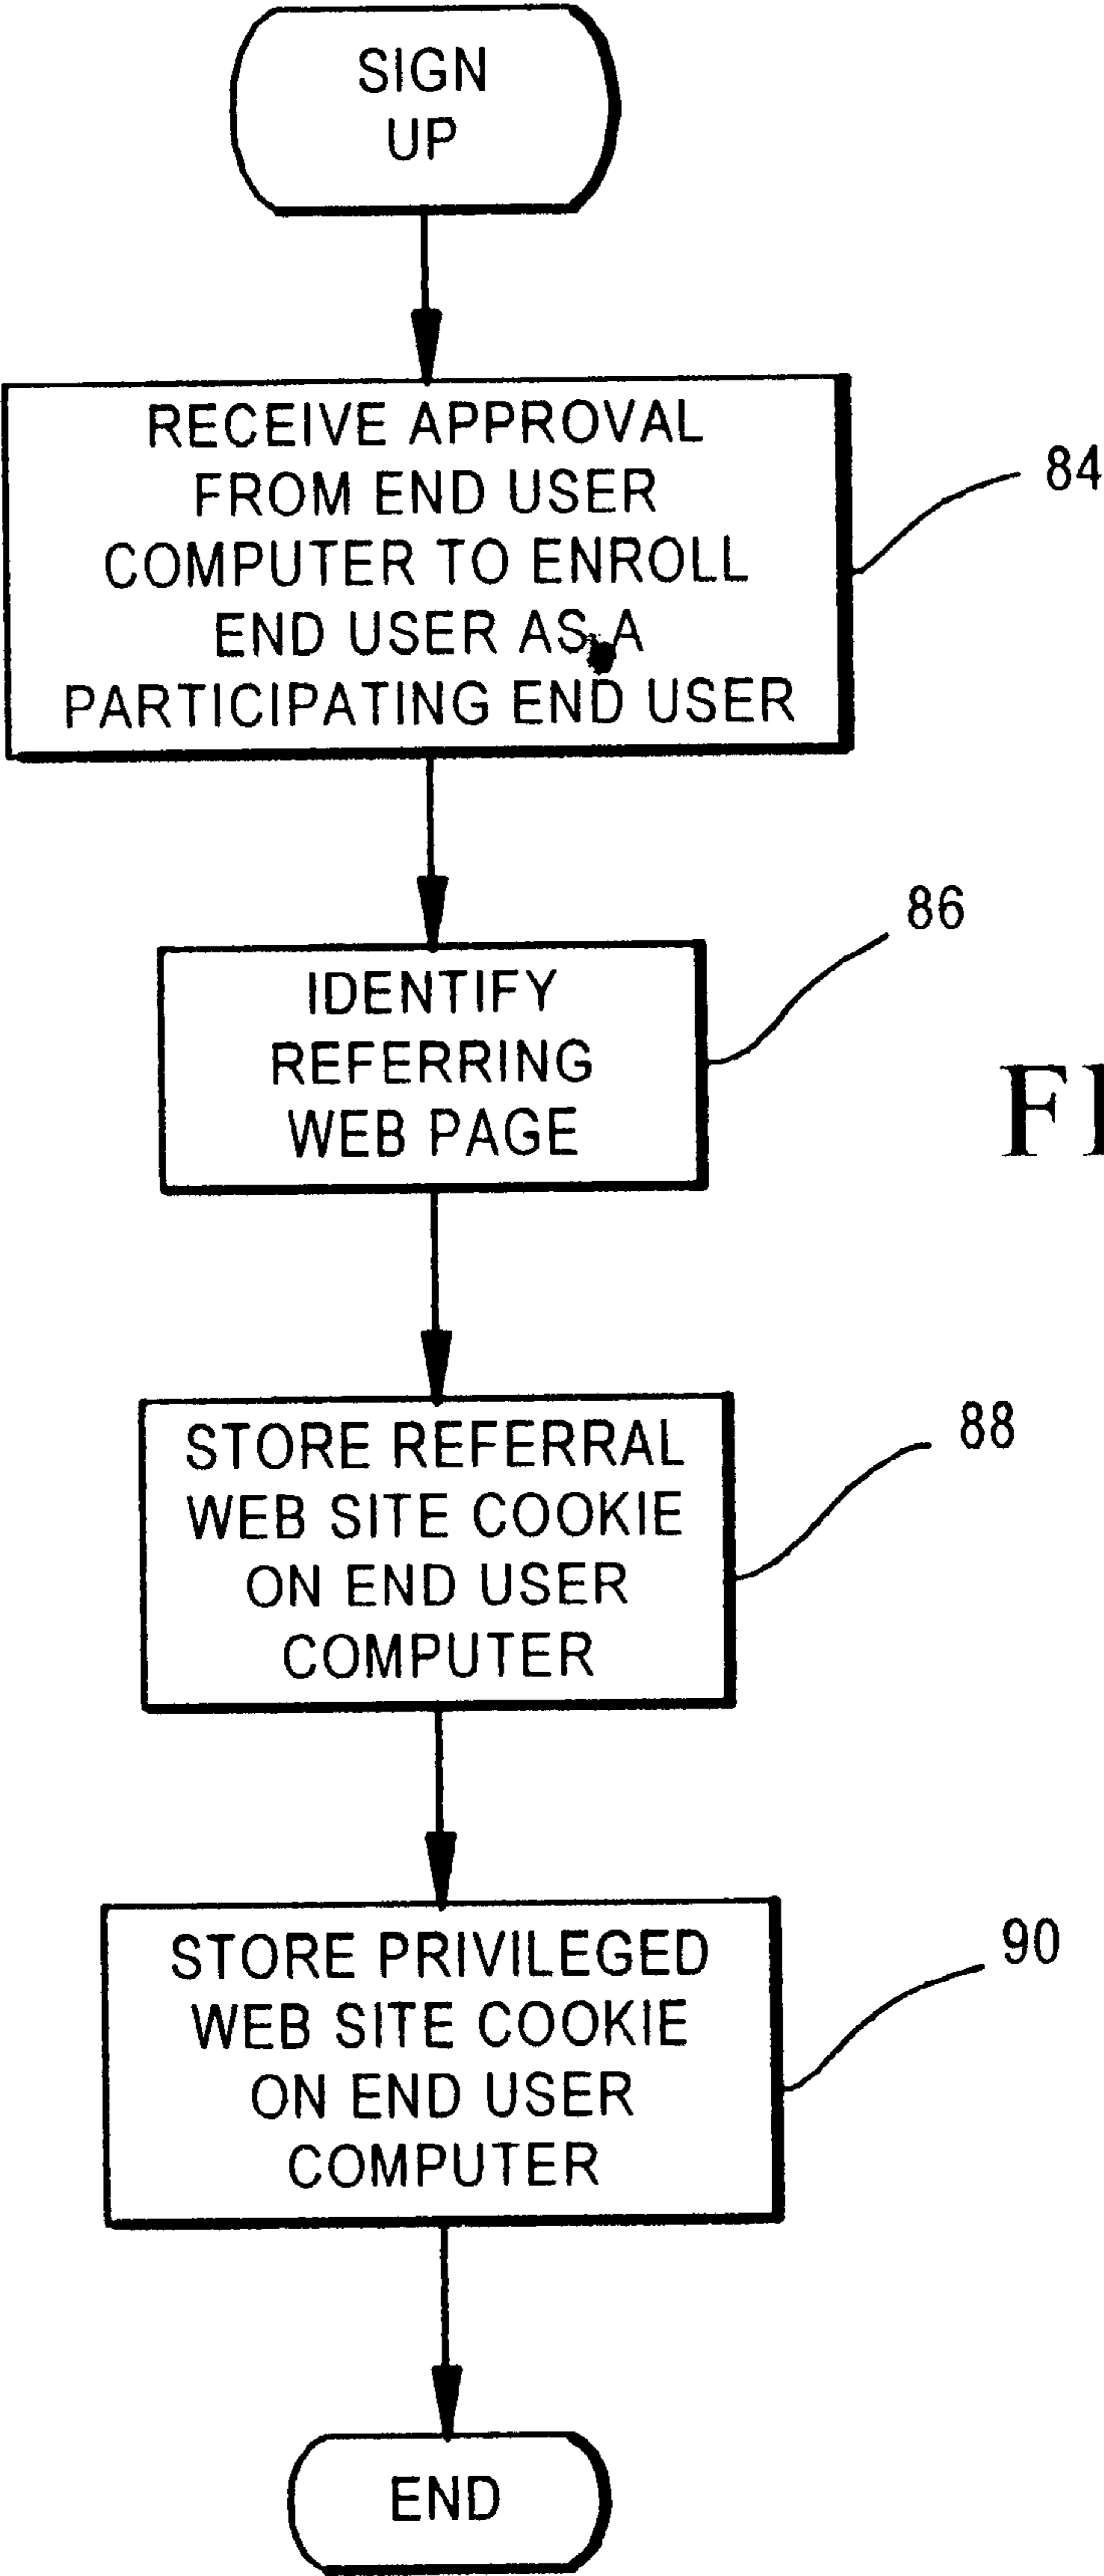 SIGN
UP
RECEIVE APPROVAL
FROM END USER
COMPUTER TO ENROLL
END USER AS A
PARTICIPATING END USER
84
IDENTIFY
REFERRING
WEB PAGE
86
STORE REFERRAL
WEB SITE COOKIE
ON END USER
COMPUTER
88
STORE PRIVILEGED
WEB SITE COOKIE
ON END USER
COMPUTER
90
END